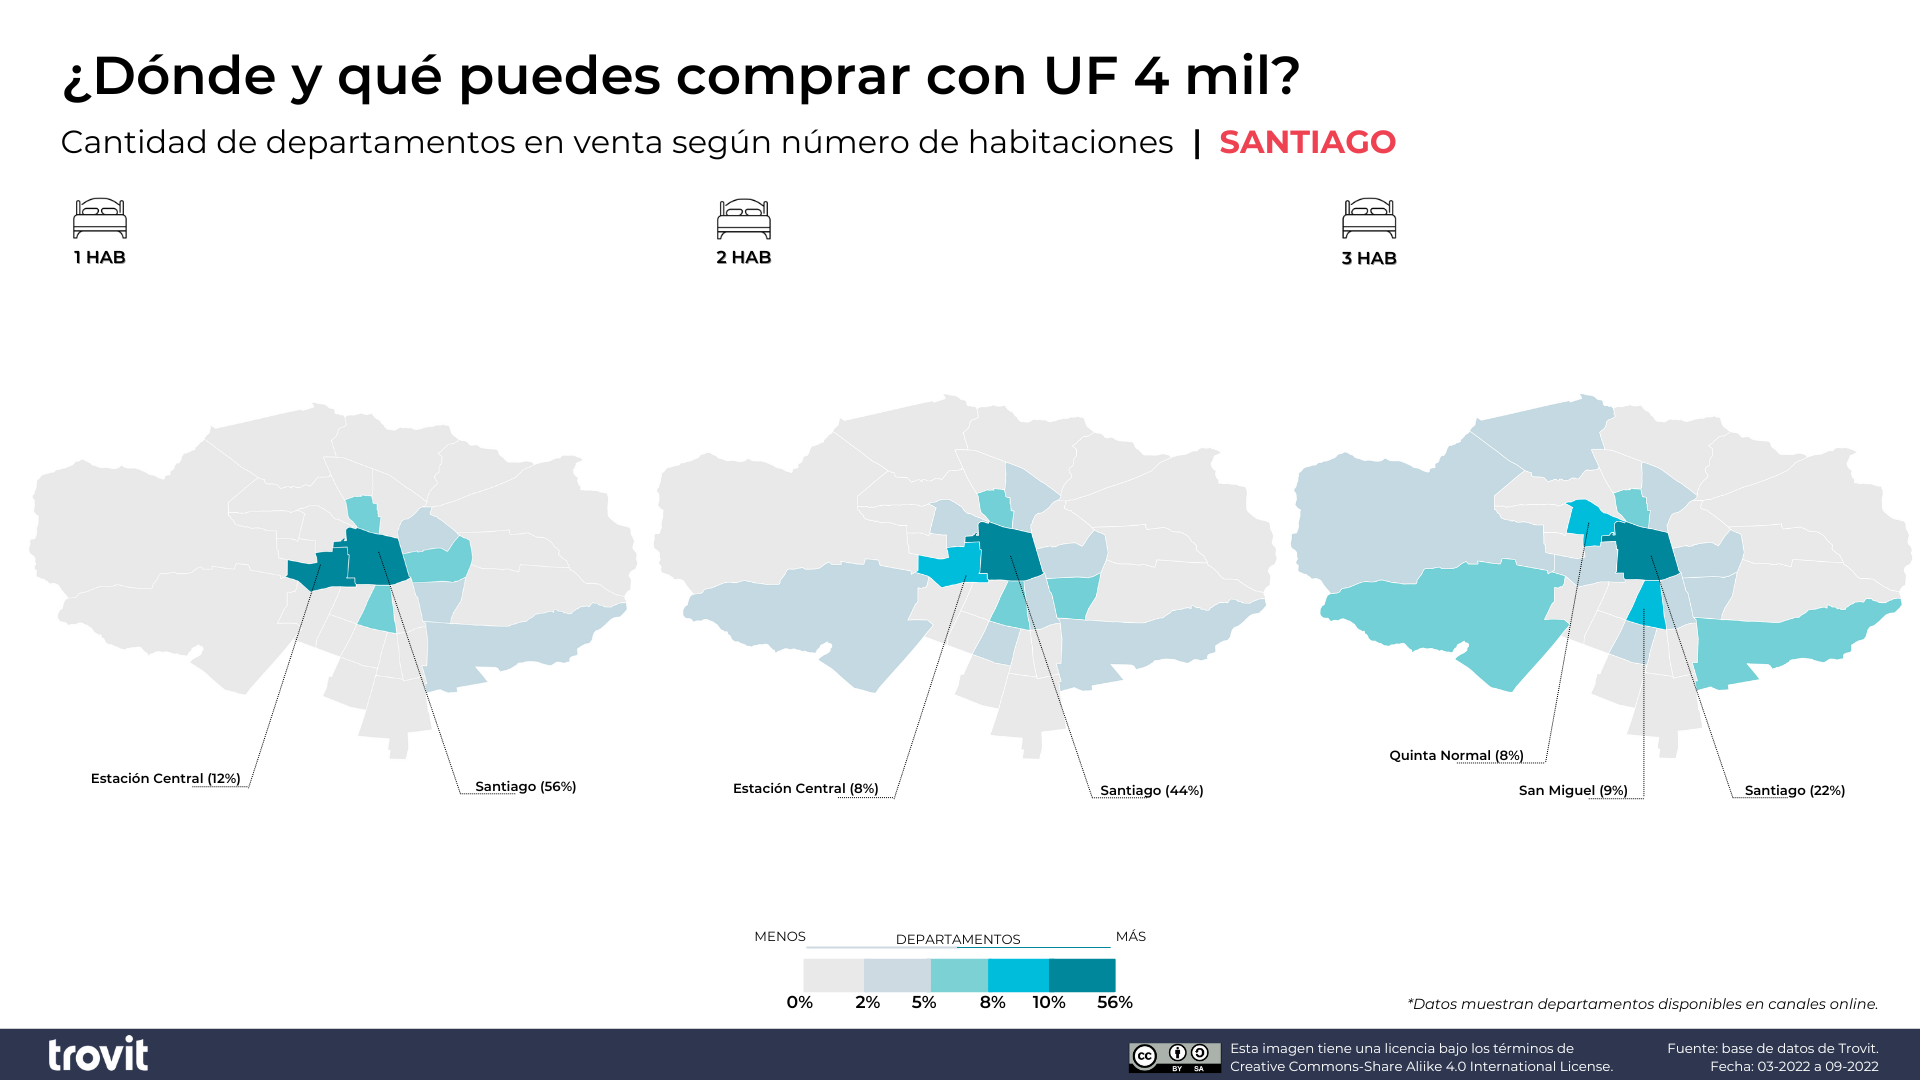 ¿Dónde y qué puedes comprar con UF 4 mil?
Cantidad de departamentos en venta según número de habitaciones | SANTIAGO
1 HAB
2 HAB
3 HAB
Estación Central (12%)
Santiago (56%)
Estación Central (8%)
Santiago (44%)
Quinta Normal (8%)
San Miguel (9%)
Santiago (22%)
MENOS DEPARTAMENTOS MÁS
0% 2% 5% 8% 10% 56%
*Datos muestran departamentos disponibles en canales online.
trovit
cc BY SA
Esta imagen tiene una licencia bajo los términos de
Creative Commons-Share Aliike 4.0 International License.
Fuente: base de datos de Trovit.
Fecha: 03-2022 a 09-2022